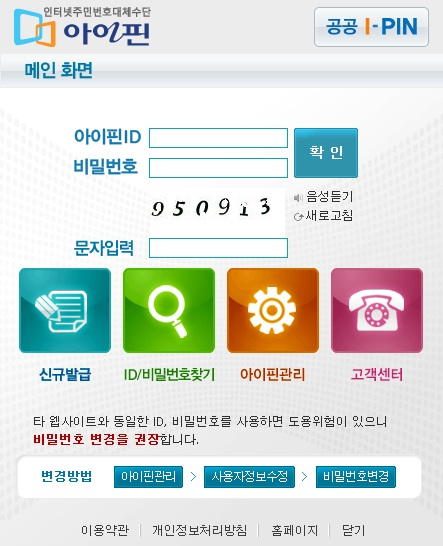 인터넷주민번호대체수단
아이핀
공공 I-PIN
메인 화면
아이핀ID
비밀번호
확 인
950913
음성듣기
새로고침
문자입력
신규발급
ID/비밀번호찾기
아이핀관리
고객센터
타 웹사이트와 동일한 ID, 비밀번호를 사용하면 도용위험이 있으니
비밀번호 변경을 권장합니다.
변경방법 아이핀관리 > 사용자정보수정 > 비밀번호변경
이용약관 | 개인정보처리방침 | 홈페이지 | 닫기